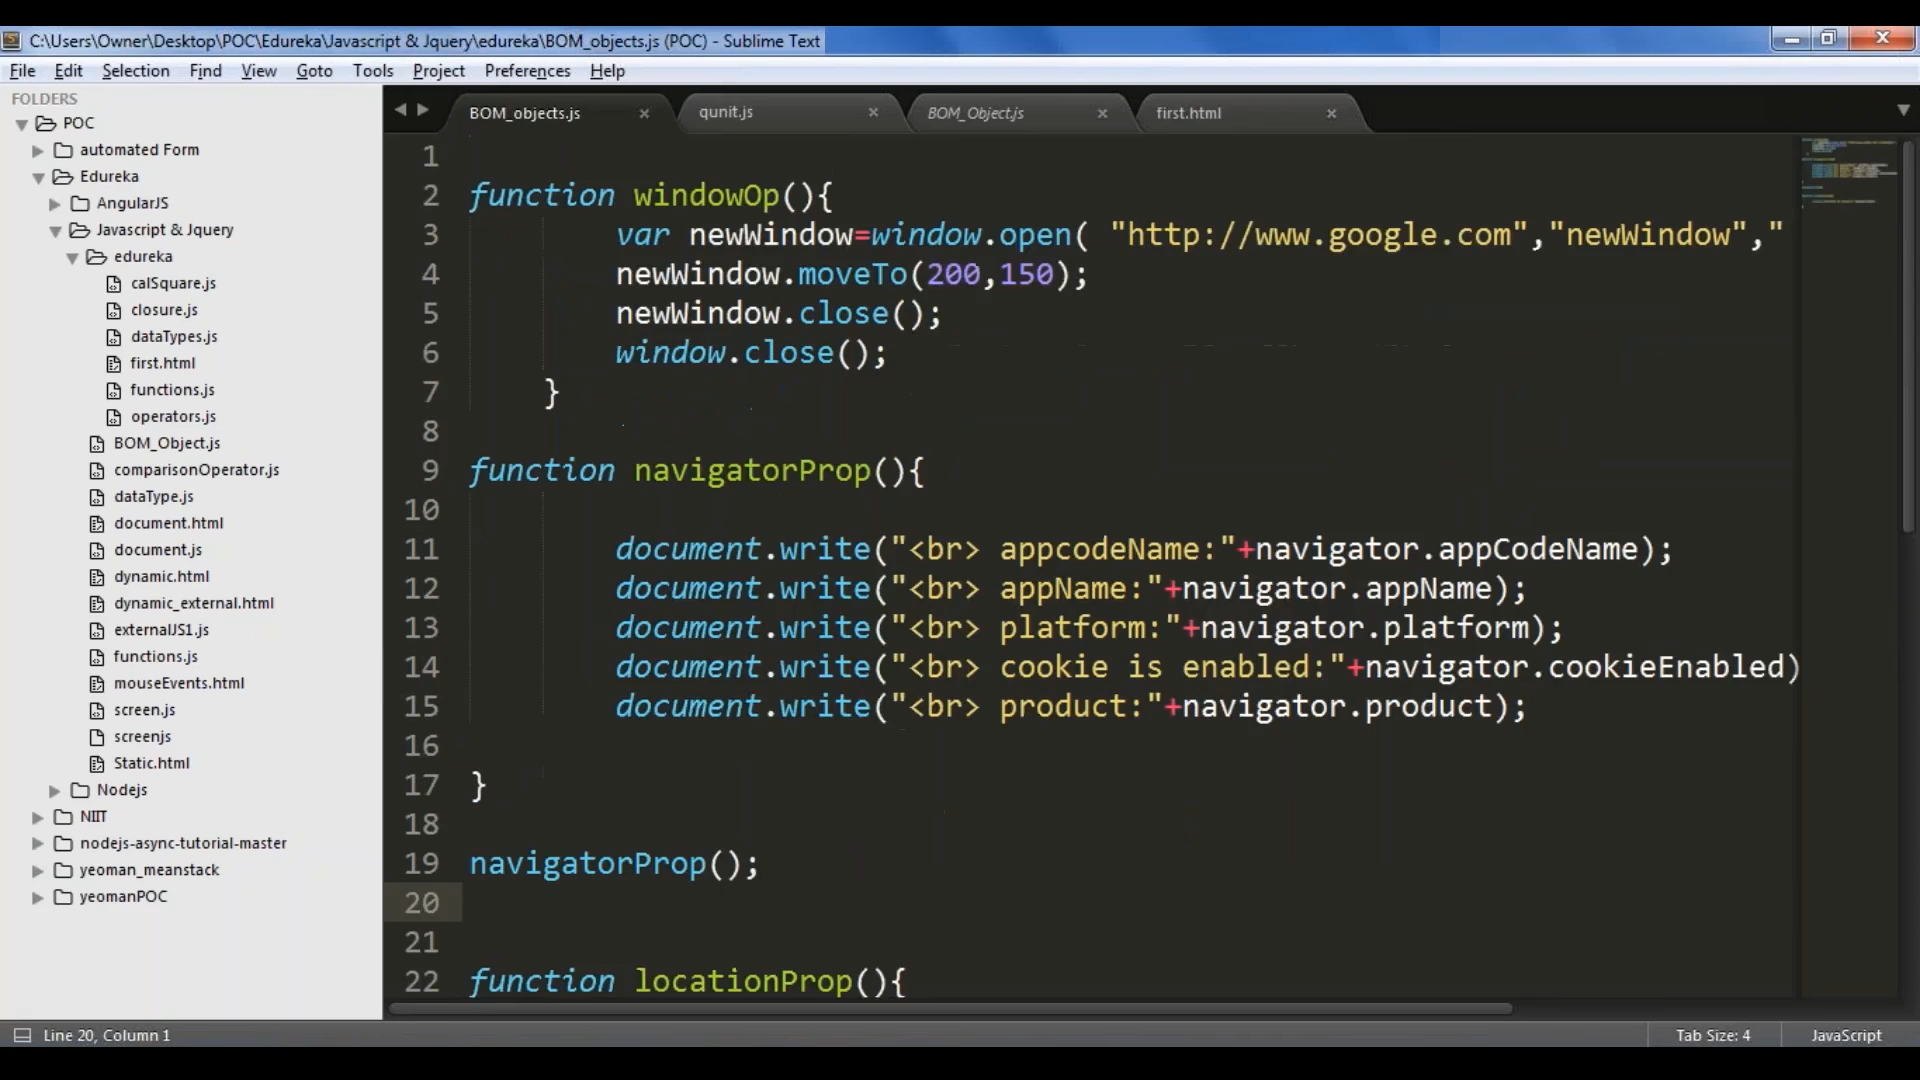 C:\Users\Owner\Desktop\POC\Edureka\Javascript & Jquery\edureka\BOM_objects.js (POC) - Sublime Text
File Edit Selection Find View Goto Tools Project Preferences Help
FOLDERS
POC
automated Form
Edureka
AngularJS
Javascript & Jquery
edureka
calSquare.js
closure.js
dataTypes.js
first.html
functions.js
operators.js
BOM_Object.js
comparisonOperator.js
dataType.js
document.html
document.js
dynamic.html
dynamic_external.html
externalJS1.js
functions.js
mouseEvents.html
screen.js
screenjs
Static.html
Nodejs
NIIT
nodejs-async-tutorial-master
yeoman_meanstack
yeomanPOC
BOM_objects.js qunit.js BOM_Object.js first.html
1
2 function windowOp(){
3 var newWindow=window.open( "http://www.google.com","newWindow","
4 newWindow.moveTo(200,150);
5 newWindow.close();
6 window.close();
7 }
8
9 function navigatorProp(){
10
11 document.write("<br> appcodeName:"+navigator.appCodeName);
12 document.write("<br> appName:"+navigator.appName);
13 document.write("<br> platform:"+navigator.platform);
14 document.write("<br> cookie is enabled:"+navigator.cookieEnabled)
15 document.write("<br> product:"+navigator.product);
16
17 }
18
19 navigatorProp();
20
21
22 function locationProp(){
Line 20, Column 1 Tab Size: 4 JavaScript